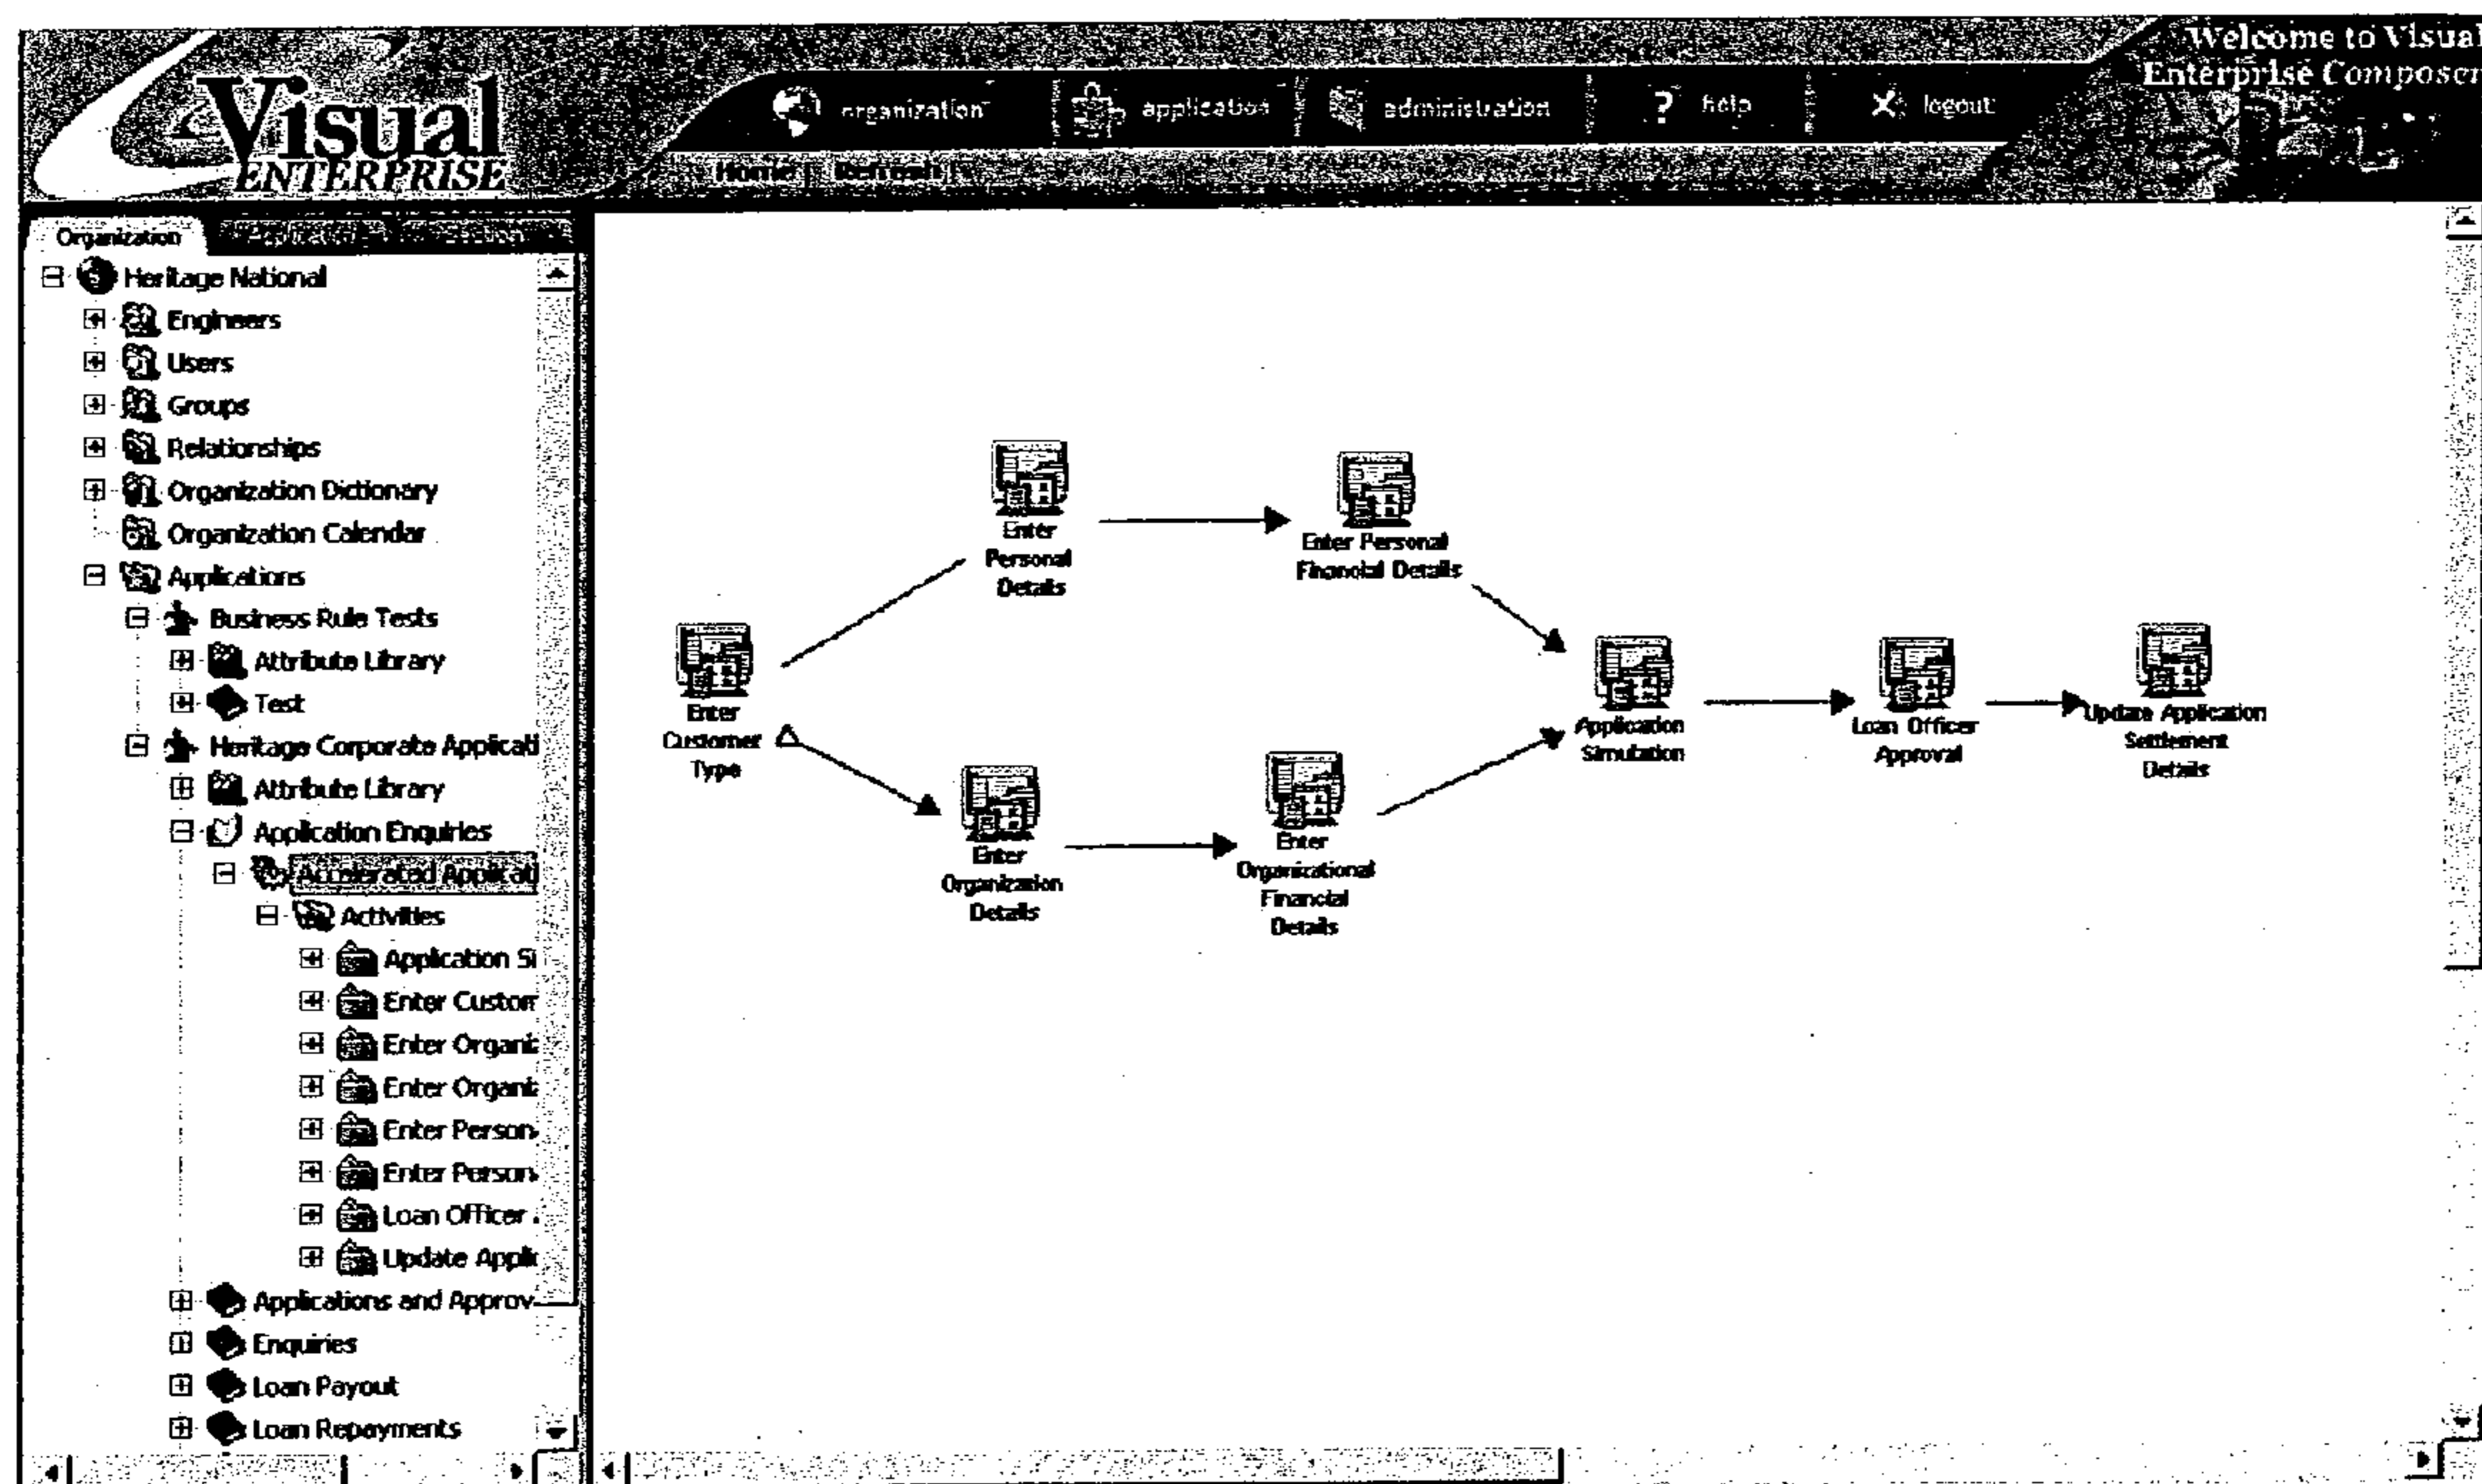 Visual
ENTERPRISE
organization
application
administration
? help
X logout
Welcome to Visual
Enterprise Composer
Home | Refresh |
Organization
Heritage National
Engineers
Users
Groups
Relationships
Organization Dictionary
Organization Calendar
Applications
Business Rule Tests
Attribute Library
Test
Heritage Corporate Applicati
Attribute Library
Application Enquiries
Accelerated Applicati
Activities
Application Si
Enter Custom
Enter Organiz
Enter Organiz
Enter Person
Enter Person
Loan Officer
Update Applic
Applications and Approv
Enquiries
Loan Payout
Loan Repayments
Enter
Personal
Details
Enter Personal
Financial Details
Enter
Customer
Type
Enter
Organization
Details
Enter
Organizational
Financial
Details
Application
Simulation
Loan Officer
Approval
Update Application
Settlement
Details